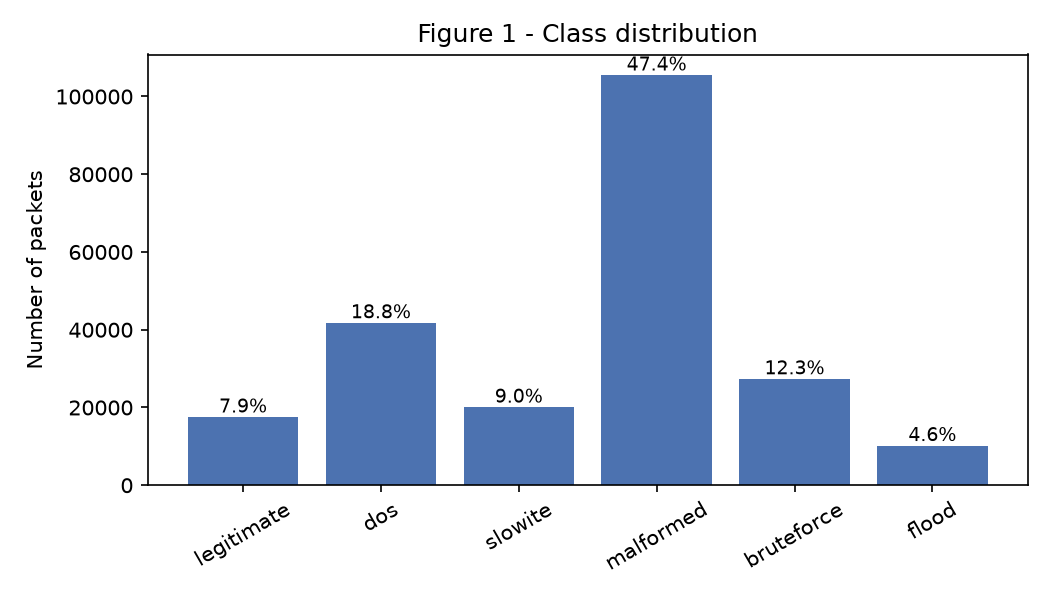 Figure 1 - Class distribution
Number of packets
100000
80000
60000
40000
20000
0
7.9%
18.8%
9.0%
47.4%
12.3%
4.6%
legitimate
dos
slowite
malformed
bruteforce
flood